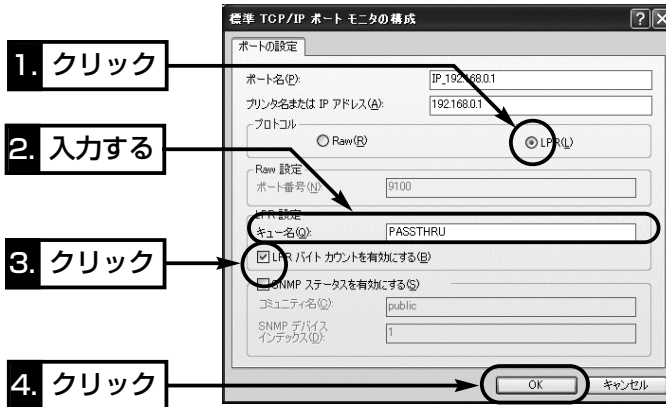 標準 TCP/IP ポート モニタの構成
ポートの設定
1. クリック
ポート名(P):
IP_192.168.0.1
プリンタ名または IP アドレス(A):
192.168.0.1
プロトコル
Raw(R)
LPR(L)
2. 入力する
Raw 設定
ポート番号(N):
9100
LPR 設定
キュー名(Q):
PASSTHRU
3. クリック
LPR バイト カウントを有効にする(B)
SNMP ステータスを有効にする(S)
コミュニティ名(C):
public
SNMP デバイス
インデックス(D):
1
4. クリック
OK
キャンセル